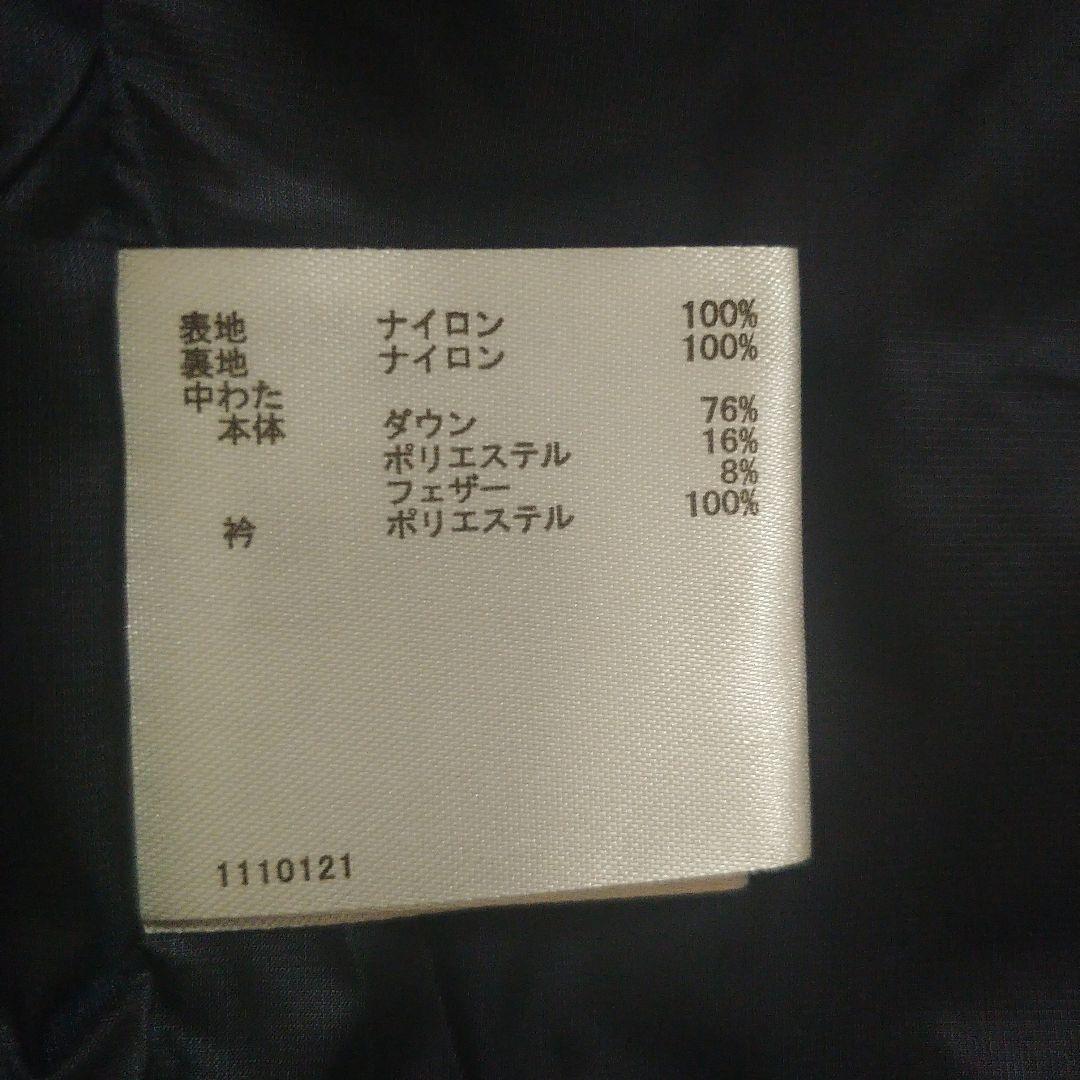 表地 ナイロン 100%
裏地 ナイロン 100%
中わた
本体 ダウン 76%
ポリエステル 16%
フェザー 8%
衿 ポリエステル 100%
1110121